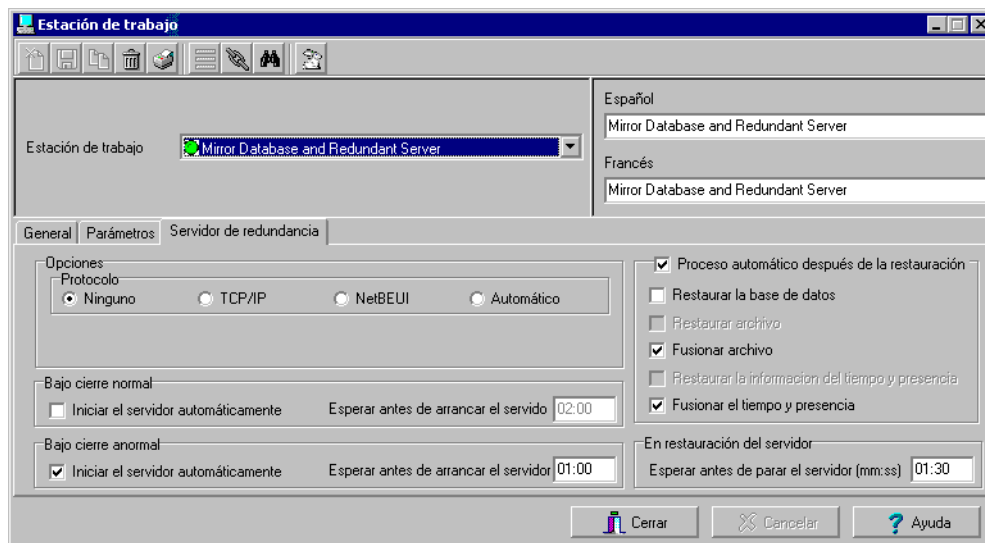 Estación de trabajo
Español
Mirror Database and Redundant Server
Estación de trabajo
Mirror Database and Redundant Server
Francés
Mirror Database and Redundant Server
General Parámetros Servidor de redundancia
Opciones
Protocolo
Ninguno TCP/IP NetBEUI Automático
Proceso automático después de la restauración
Restaurar la base de datos
Restaurar archivo
Fusionar archivo
Restaurar la informacion del tiempo y presencia
Fusionar el tiempo y presencia
Bajo cierre normal
Iniciar el servidor automáticamente Esperar antes de arrancar el servido 02:00
Bajo cierre anormal
Iniciar el servidor automáticamente Esperar antes de arrancar el servidor 01:00
En restauración del servidor
Esperar antes de parar el servidor (mm:ss) 01:30
Cerrar Cancelar Ayuda